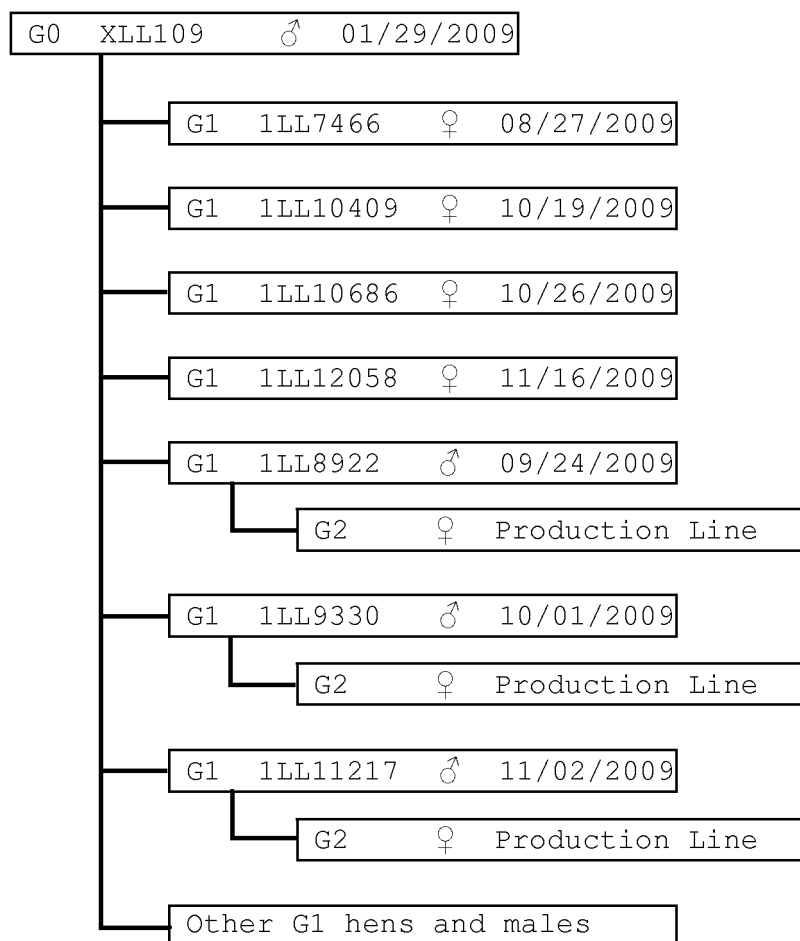 G0 XLL109 ♂ 01/29/2009
G1 1LL7466 ♀ 08/27/2009
G1 1LL10409 ♀ 10/19/2009
G1 1LL10686 ♀ 10/26/2009
G1 1LL12058 ♀ 11/16/2009
G1 1LL8922 ♂ 09/24/2009
G2 ♀ Production Line
G1 1LL9330 ♂ 10/01/2009
G2 ♀ Production Line
G1 1LL11217 ♂ 11/02/2009
G2 ♀ Production Line
Other G1 hens and males